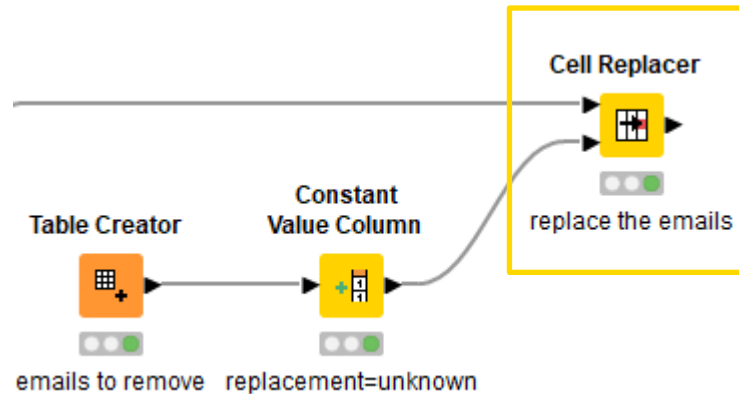 Cell Replacer
replace the emails
Constant
Value Column
Table Creator
emails to remove
replacement=unknown